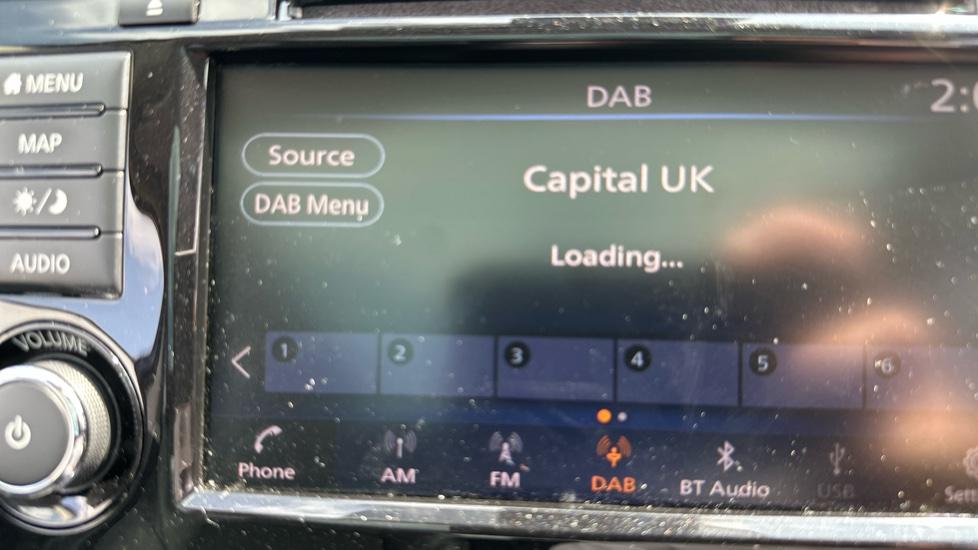 MENU
MAP
AUDIO
VOLUME
DAB
2:
Source
Capital UK
DAB Menu
Loading...
1 2 3 4 5 6
Phone AM FM DAB BT Audio USB